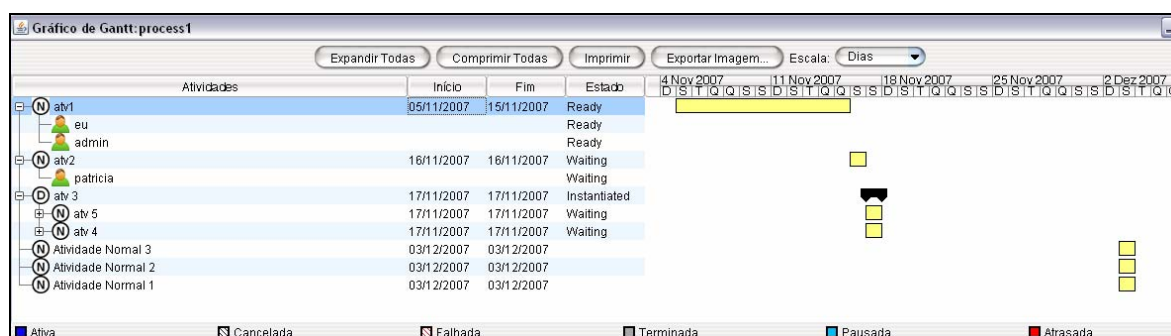 Gráfico de Gantt:process1
Expandir Todas Comprimir Todas Imprimir Exportar Imagem... Escala: Dias
Atividades Início Fim Estado 4 Nov 2007 11 Nov 2007 18 Nov 2007 25 Nov 2007 2 Dez 2007
D S T Q Q S S D S T Q Q S S D S T Q Q S S D S T Q Q S S D S T Q
N atv1 05/11/2007 15/11/2007 Ready
eu Ready
admin Ready
N atv2 16/11/2007 16/11/2007 Waiting
patricia Waiting
D atv 3 17/11/2007 17/11/2007 Instantiated
N atv 5 17/11/2007 17/11/2007 Waiting
N atv 4 17/11/2007 17/11/2007 Waiting
N Atividade Nomal 3 03/12/2007 03/12/2007
N Atividade Normal 2 03/12/2007 03/12/2007
N Atividade Normal 1 03/12/2007 03/12/2007
Ativa Cancelada Falhada Terminada Pausada Atrasada